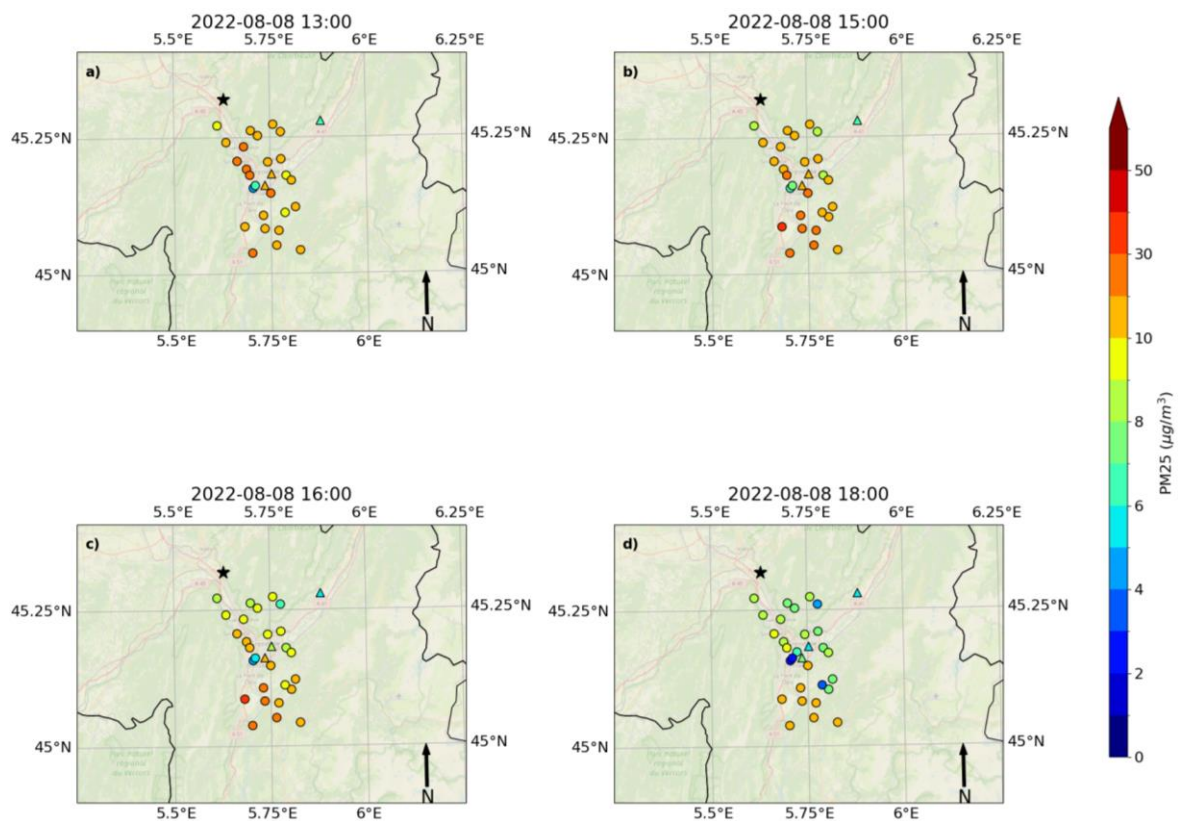 2022-08-08 13:00
5.5°E 5.75°E 6°E 6.25°E
a)
45.25°N 45.25°N
45°N 45°N
N
5.5°E 5.75°E 6°E
2022-08-08 15:00
5.5°E 5.75°E 6°E 6.25°E
b)
45.25°N 45.25°N
45°N 45°N
N
5.5°E 5.75°E 6°E
2022-08-08 16:00
5.5°E 5.75°E 6°E 6.25°E
c)
45.25°N 45.25°N
45°N 45°N
N
5.5°E 5.75°E 6°E
2022-08-08 18:00
5.5°E 5.75°E 6°E 6.25°E
d)
45.25°N 45.25°N
45°N 45°N
N
5.5°E 5.75°E 6°E
50
30
10
8
6
4
2
0
PM25 (μg/m³)